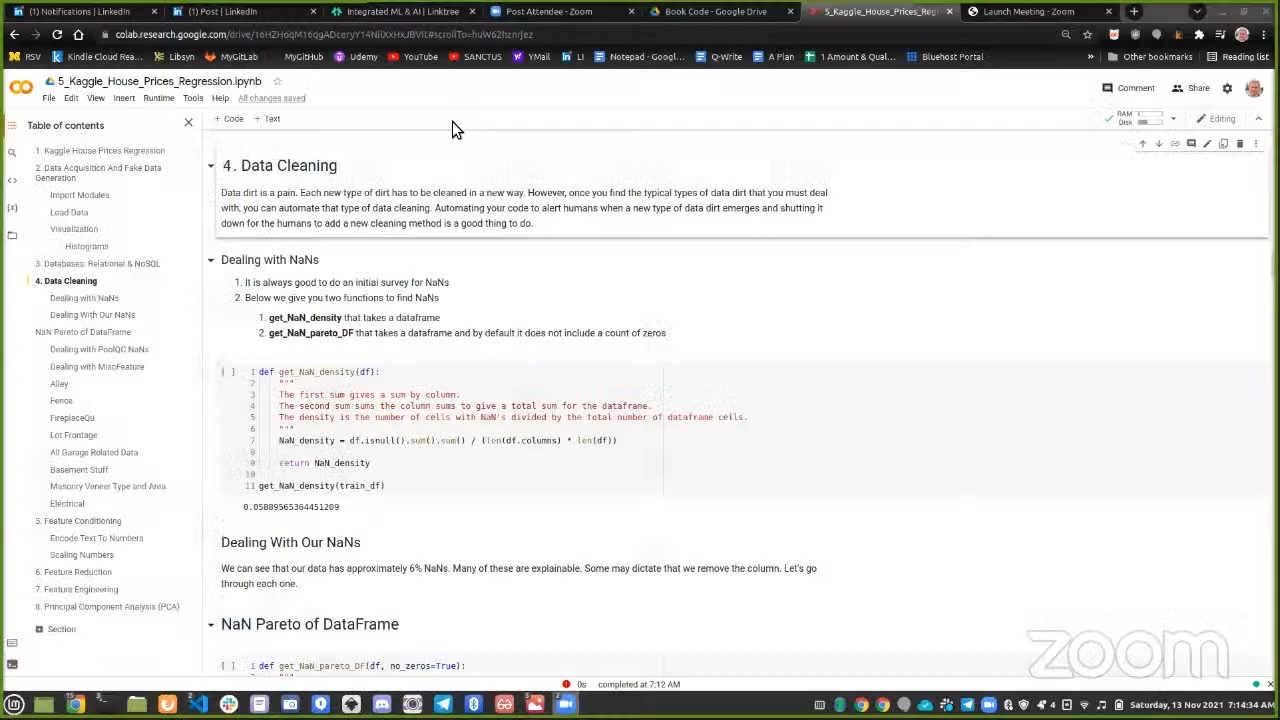 (1) Notifications | LinkedIn
(1) Post | LinkedIn
Integrated ML & AI | Linktree
Post Attendee - Zoom
Book Code - Google Drive
5_Kaggle_House_Prices_Reg
Launch Meeting - Zoom
RSV
Kindle Cloud Rea
Libsyn
MyGitLab
MyGitHub
Udemy
YouTube
SANCTUS
YMail
LI
Notepad - Googl...
Q-Write
A Plan
1 Amount & Qual...
Bluehost Portal
»
Other bookmarks
Reading list
5_Kaggle_House_Prices_Regression.ipynb
File Edit View Insert Runtime Tools Help All changes saved
Comment
Share
Table of contents
+ Code + Text
RAM
Disk
Editing
1. Kaggle House Prices Regression
2. Data Acquisition And Fake Data
Generation
Import Modules
Load Data
Visualization
Histograms
3. Databases: Relational & NoSQL
4. Data Cleaning
Dealing with NaNs
Dealing With Our NaNs
NaN Pareto of DataFrame
Dealing with PoolQC NaNs
Dealing with MiscFeature
Alley
Fence
FireplaceQu
Lot Frontage
All Garage Related Data
Basement Stuff
Masonry Veneer Type and Area
Electrical
5. Feature Conditioning
Encode Text To Numbers
Scaling Numbers
6. Feature Reduction
7. Feature Engineering
8. Principal Component Analysis (PCA)
Section
4. Data Cleaning
Data dirt is a pain. Each new type of dirt has to be cleaned in a new way. However, once you find the typical types of data dirt that you must deal
with, you can automate that type of data cleaning. Automating your code to alert humans when a new type of data dirt emerges and shutting it
down for the humans to add a new cleaning method is a good thing to do.
Dealing with NaNs
1. It is always good to do an initial survey for NaNs
2. Below we give you two functions to find NaNs
1. get_NaN_density that takes a dataframe
2. get_NaN_pareto_DF that takes a dataframe and by default it does not include a count of zeros
[ ] 1 def get_NaN_density(df):
2 """
3 The first sum gives a sum by column.
4 The second sum sums the column sums to give a total sum for the dataframe.
5 The density is the number of cells with NaN's divided by the total number of dataframe cells.
6 """
7 NaN_density = df.isnull().sum().sum() / (len(df.columns) * len(df))
8
9 return NaN_density
10
11 get_NaN_density(train_df)
0.05889565364451209
Dealing With Our NaNs
We can see that our data has approximately 6% NaNs. Many of these are explainable. Some may dictate that we remove the column. Let's go
through each one.
NaN Pareto of DataFrame
[ ] 1 def get_NaN_pareto_DF(df, no_zeros=True):
zoom
0s completed at 7:12 AM
Saturday, 13 Nov 2021, 7:14:34 AM